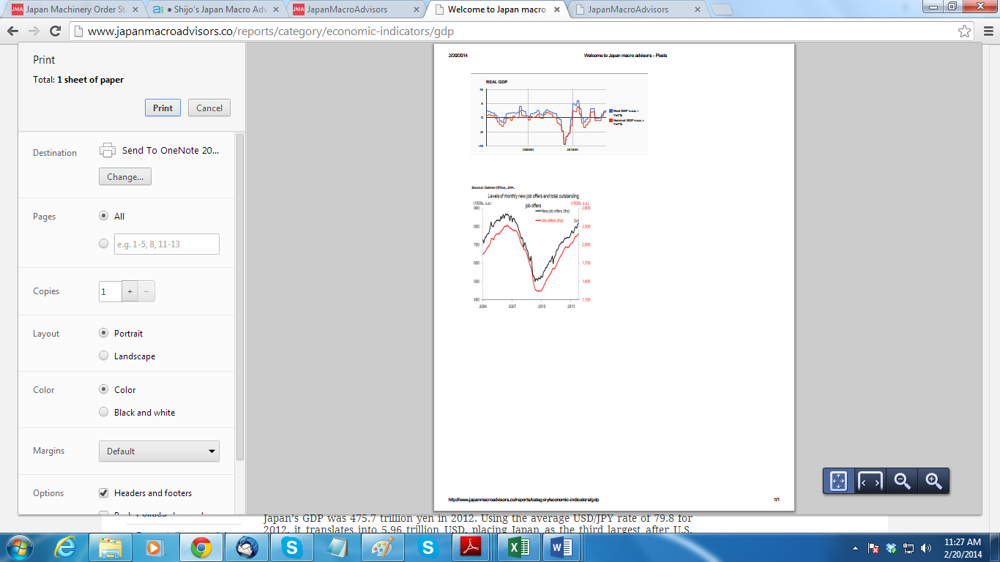 Japan Machinery Order Sta
● Shijo's Japan Macro Adv
JapanMacroAdvisors
Welcome to Japan macro
JapanMacroAdvisors
www.japanmacroadvisors.co/reports/category/economic-indicators/gdp
Print
Total: 1 sheet of paper
Print
Cancel
Destination
Send To OneNote 20...
Change...
Pages
All
e.g. 1-5, 8, 11-13
Copies
1
+
−
Layout
Portrait
Landscape
Color
Color
Black and white
Margins
Default
Options
Headers and footers
2/20/2014
Welcome to Japan macro advisors - Posts
REAL GDP
10
5
0
-5
-10
2005/01
2010/01
Real GDP n.s.a. -
YoY%
Nominal GDP n.s.a. -
YoY%
Source: Cabinet Office, JMA.
Levels of monthly new job offers and total outstanding
job offers
(1000s, s.a.)
(1000s, s.a.)
New job offers (lhs)
Job offers (rhs)
Oct
900
800
700
600
500
400
2,600
2,300
2,000
1,700
1,400
1,100
2004
2007
2010
2013
http://www.japanmacroadvisors.co/reports/category/economic-indicators/gdp
1/1
Japan's GDP was 475.7 trillion yen in 2012. Using the average USD/JPY rate of 79.8 for
2012, it translates into 5.96 trillion USD, placing Japan as the third largest after U.S.
11:27 AM
2/20/2014